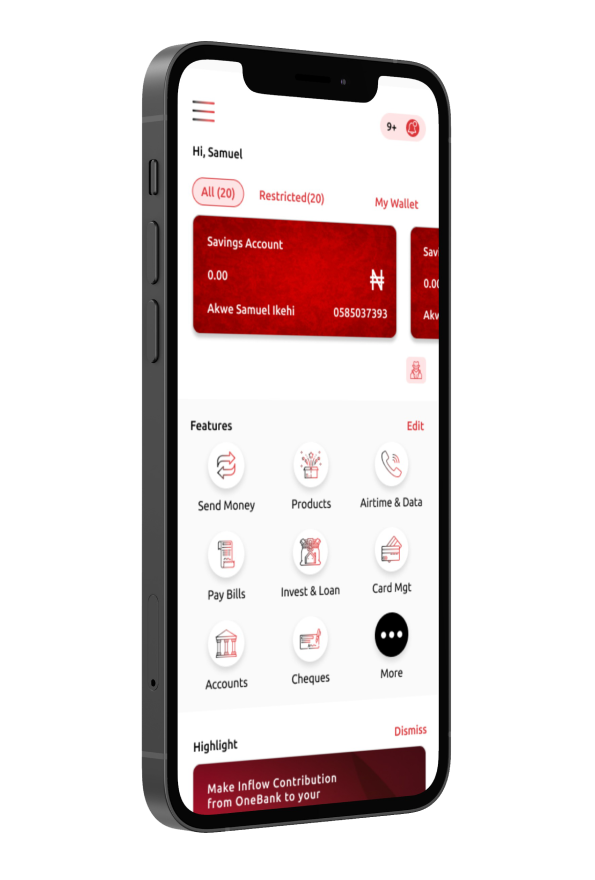 9+
Hi, Samuel
All (20) Restricted(20) My Wallet
Savings Account
0.00 ₦
Akwe Samuel Ikehi 0585037393
Sav
0.00
Akw
Features Edit
Send Money Products Airtime & Data
Pay Bills Invest & Loan Card Mgt
Accounts Cheques More
Highlight Dismiss
Make Inflow Contribution
from OneBank to your